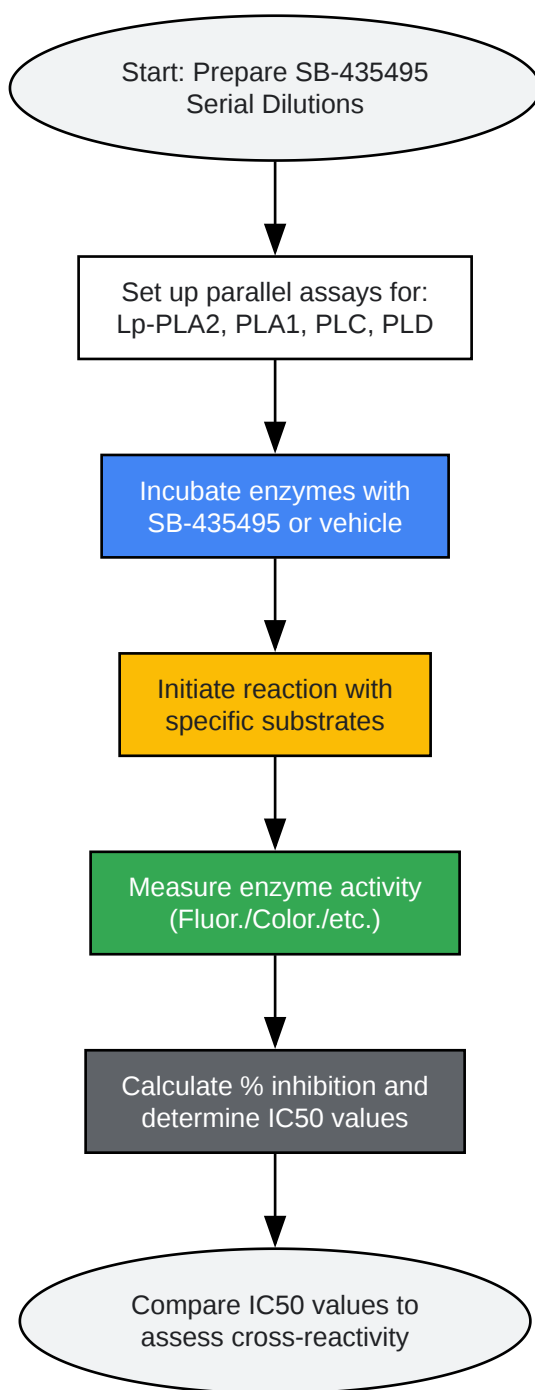 Start: Prepare SB-435495
Serial Dilutions
Set up parallel assays for:
Lp-PLA2, PLA1, PLC, PLD
Incubate enzymes with
SB-435495 or vehicle
Initiate reaction with
specific substrates
Measure enzyme activity
(Fluor./Color./etc.)
Calculate % inhibition and
determine IC50 values
Compare IC50 values to
assess cross-reactivity